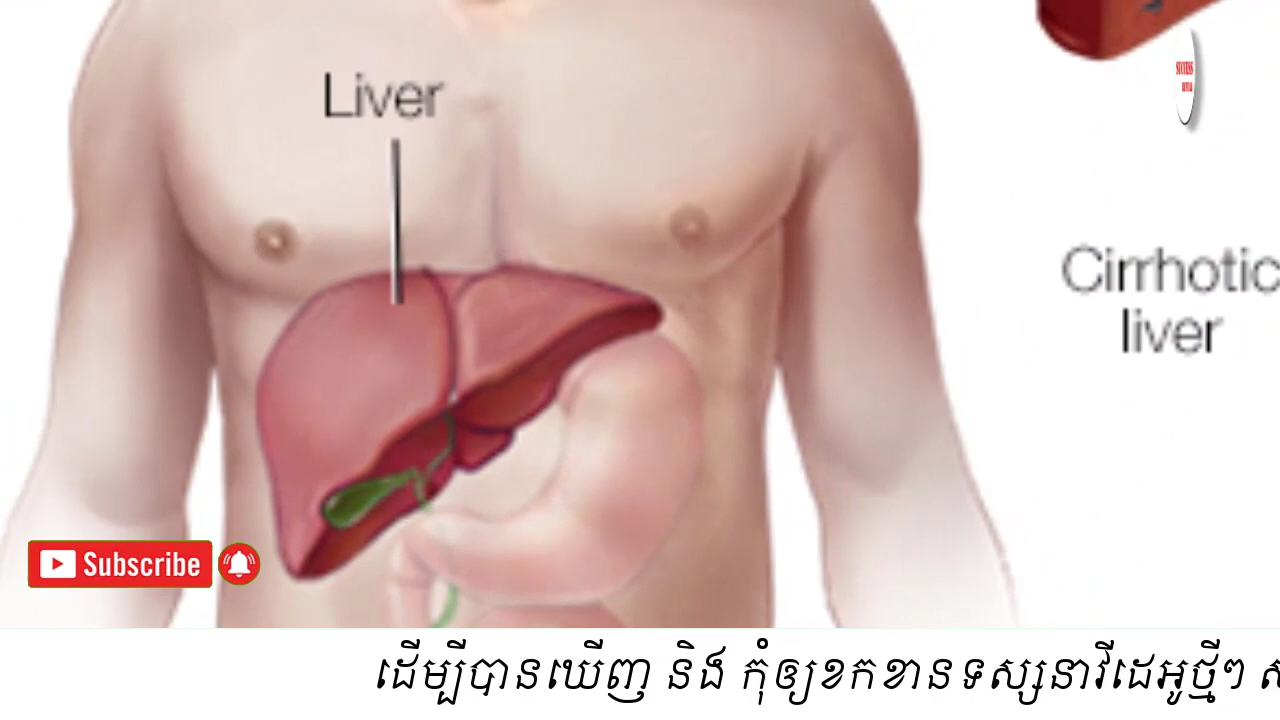 Liver
SUCCESS
Cirrhotic
liver
Subscribe
ដើម្បីបានឃើញ និង កុំឲ្យខកខានទស្សនាវីដេអូថ្មីៗ